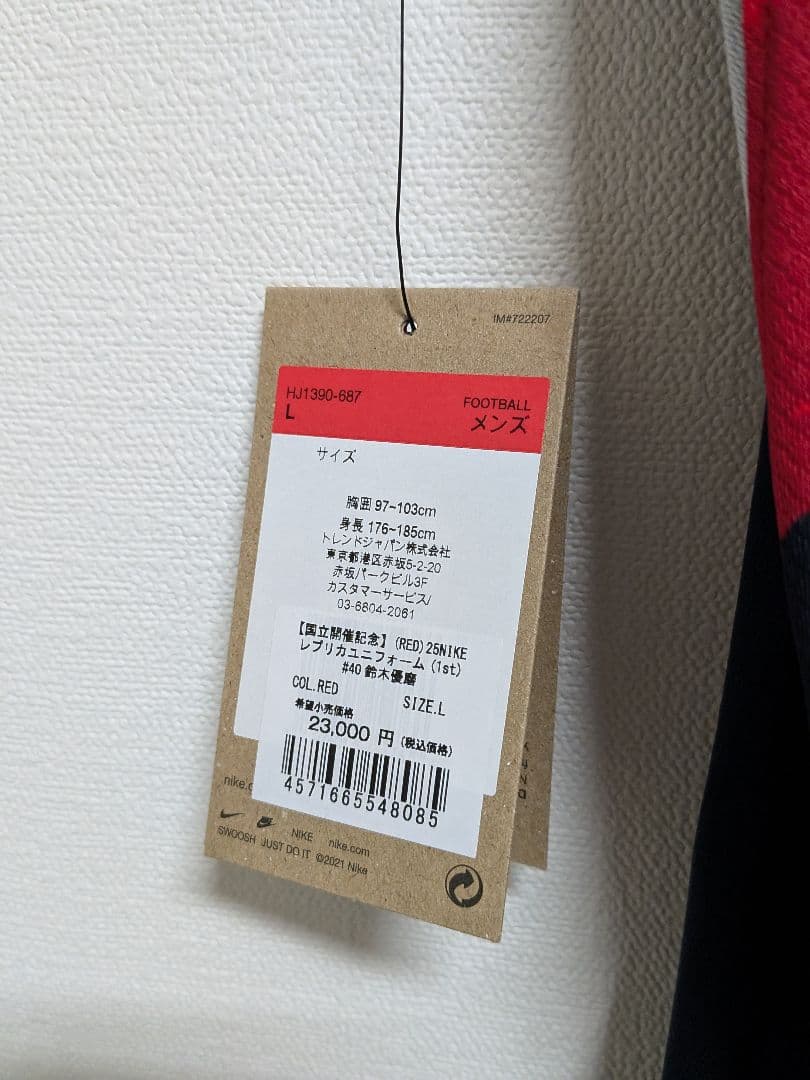 IM#722207
HJ1390-687
L
FOOTBALL
メンズ
サイズ
胸囲 97~103cm
身長 176~185cm
トレンドジャパン株式会社
東京都港区赤坂5-2-20
赤坂パークビル3F
カスタマーサービス/
03-6804-2061
【国立開催記念】(RED)25NIKE
レプリカユニフォーム(1st)
#40 鈴木優磨
COL.RED
SIZE.L
希望小売価格
23,000 円(税込価格)
4571665548085
nike.c
NIKE nike.com
SWOOSH JUST DO IT ©2021 Nike